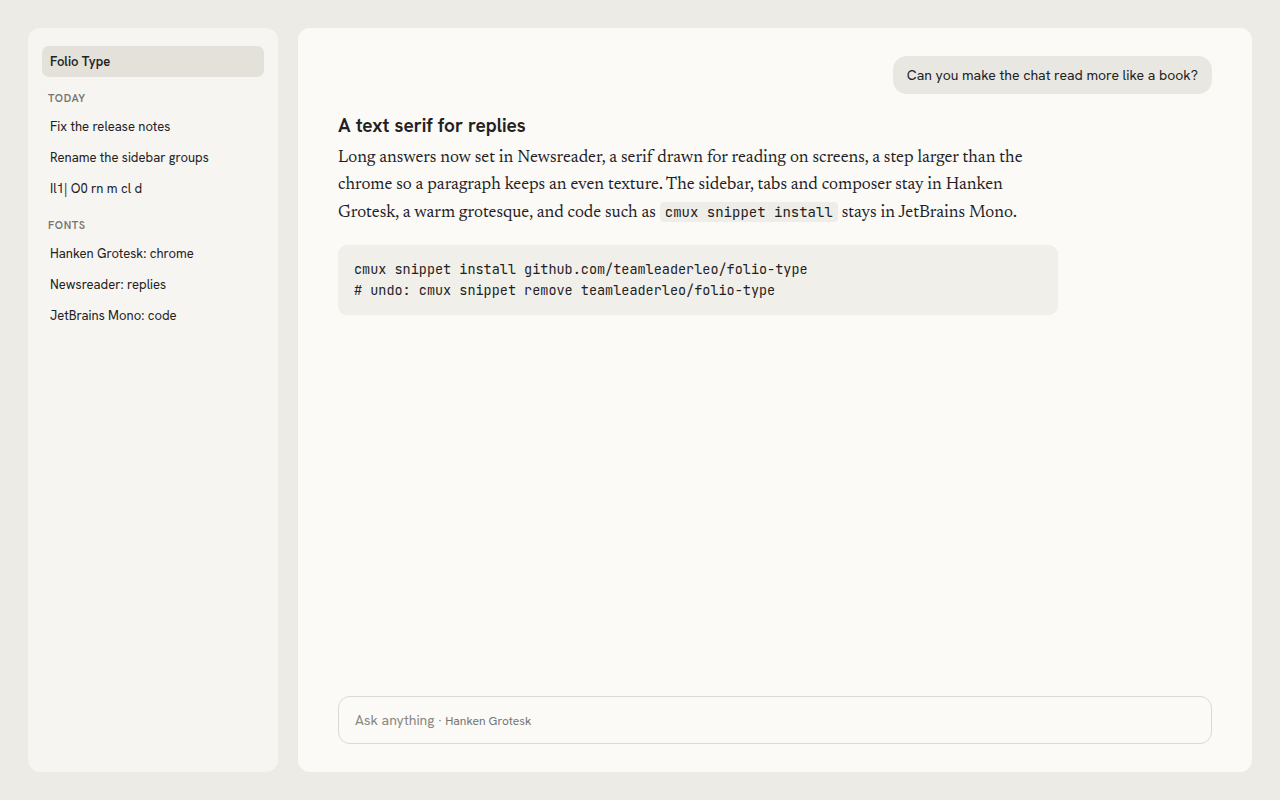 Folio Type
TODAY
Fix the release notes
Rename the sidebar groups
Il1| O0 rn m cl d
FONTS
Hanken Grotesk: chrome
Newsreader: replies
JetBrains Mono: code
Can you make the chat read more like a book?
A text serif for replies
Long answers now set in Newsreader, a serif drawn for reading on screens, a step larger than the
chrome so a paragraph keeps an even texture. The sidebar, tabs and composer stay in Hanken
Grotesk, a warm grotesque, and code such as cmux snippet install stays in JetBrains Mono.
cmux snippet install github.com/teamleaderleo/folio-type
# undo: cmux snippet remove teamleaderleo/folio-type
Ask anything · Hanken Grotesk